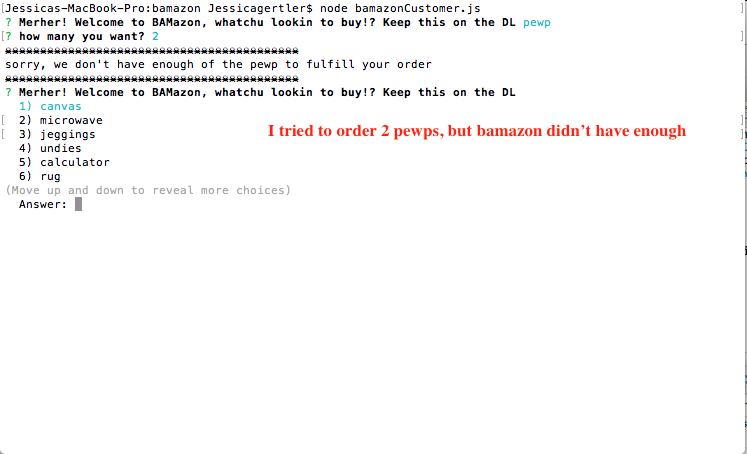 [Jessicas-MacBook-Pro:bamazon Jessicagertler$ node bamazonCustomer.js ]
? Merher! Welcome to BAMazon, whatchu lookin to buy!? Keep this on the DL pewp
[? how many you want? 2 ]
sorry, we don't have enough of the pewp to fulfill your order
? Merher! Welcome to BAMazon, whatchu lookin to buy!? Keep this on the DL
1) canvas
[ 2) microwave ]
I tried to order 2 pewps, but bamazon didn't have enough
[ 3) jeggings ]
4) undies
5) calculator
6) rug
(Move up and down to reveal more choices)
Answer: